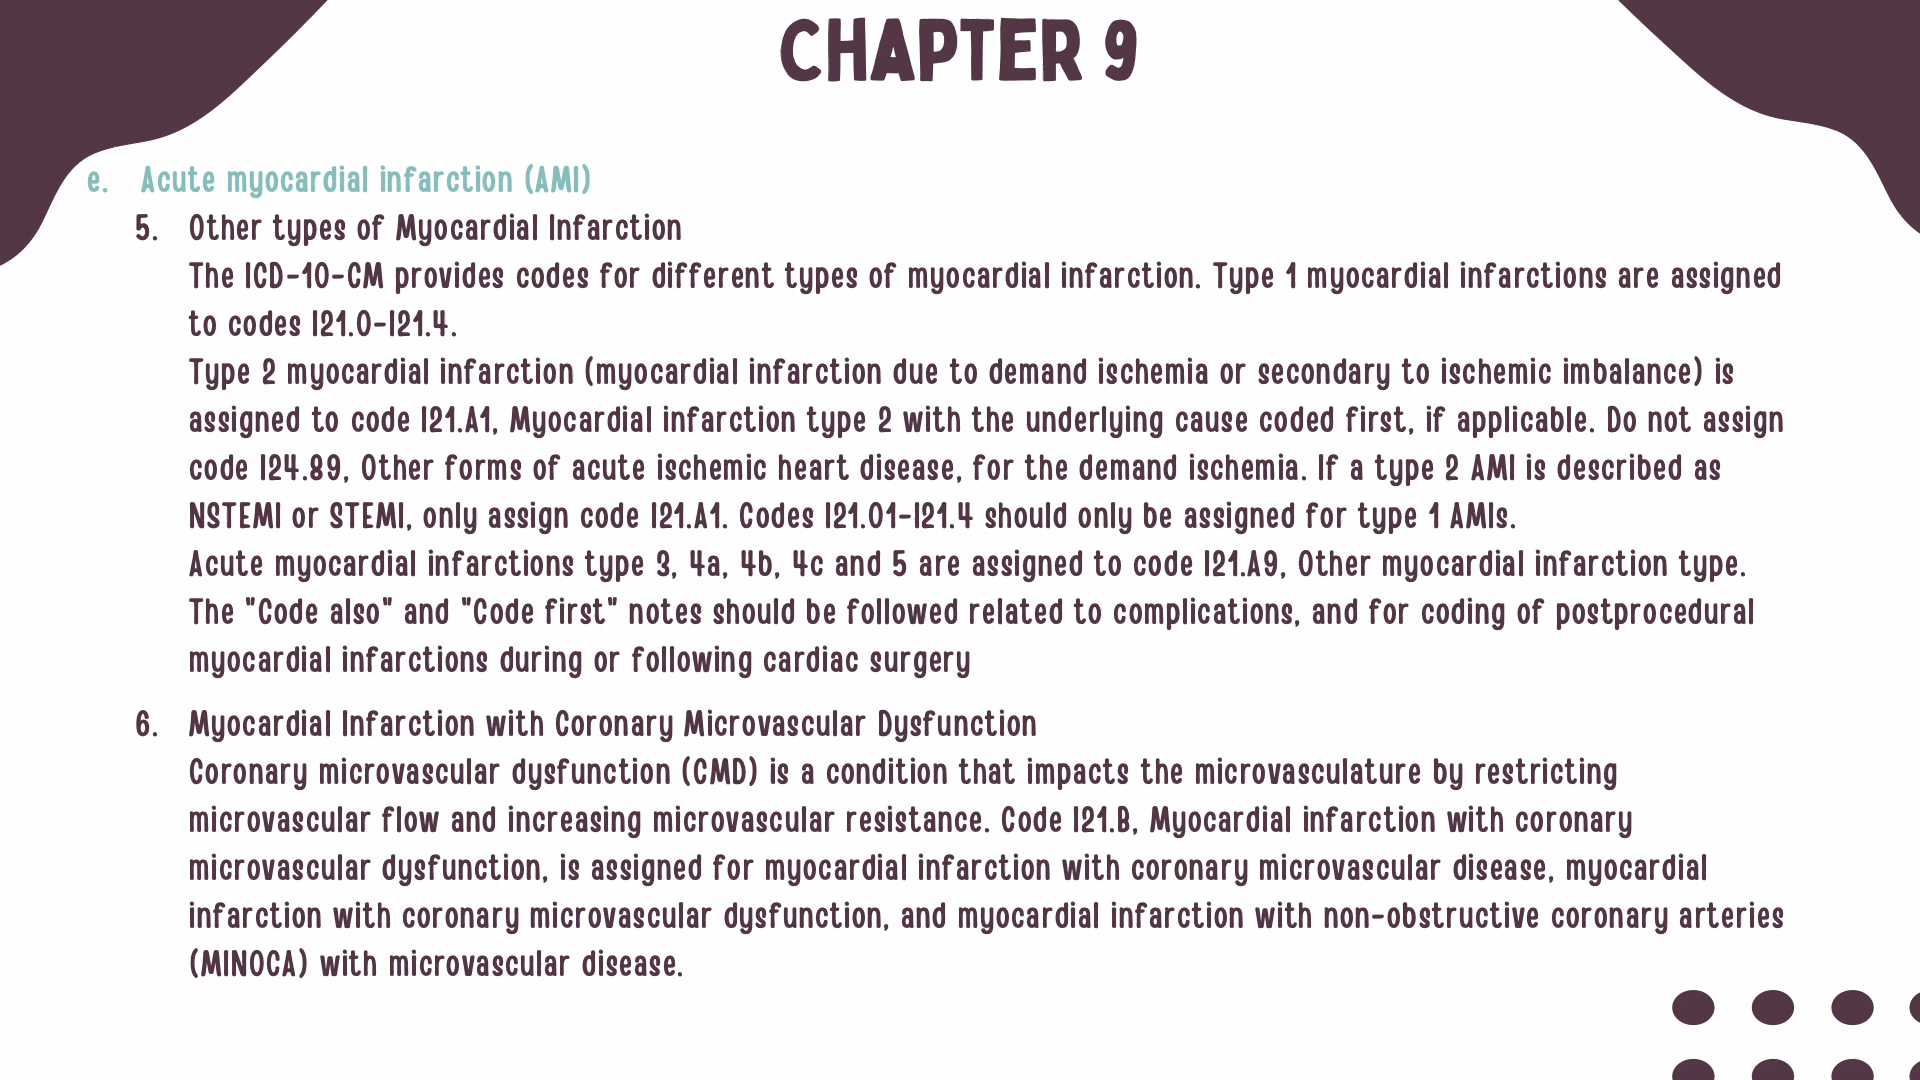 CHAPTER 9
e. Acute myocardial infarction (AMI)
5. Other types of Myocardial Infarction
The ICD-10-CM provides codes for different types of myocardial infarction. Type 1 myocardial infarctions are assigned
to codes I21.0-I21.4.
Type 2 myocardial infarction (myocardial infarction due to demand ischemia or secondary to ischemic imbalance) is
assigned to code I21.A1, Myocardial infarction type 2 with the underlying cause coded first, if applicable. Do not assign
code I24.89, Other forms of acute ischemic heart disease, for the demand ischemia. If a type 2 AMI is described as
NSTEMI or STEMI, only assign code I21.A1. Codes I21.01-I21.4 should only be assigned for type 1 AMIs.
Acute myocardial infarctions type 3, 4a, 4b, 4c and 5 are assigned to code I21.A9, Other myocardial infarction type.
The "Code also" and "Code first" notes should be followed related to complications, and for coding of postprocedural
myocardial infarctions during or following cardiac surgery
6. Myocardial Infarction with Coronary Microvascular Dysfunction
Coronary microvascular dysfunction (CMD) is a condition that impacts the microvasculature by restricting
microvascular flow and increasing microvascular resistance. Code I21.B, Myocardial infarction with coronary
microvascular dysfunction, is assigned for myocardial infarction with coronary microvascular disease, myocardial
infarction with coronary microvascular dysfunction, and myocardial infarction with non-obstructive coronary arteries
(MINOCA) with microvascular disease.